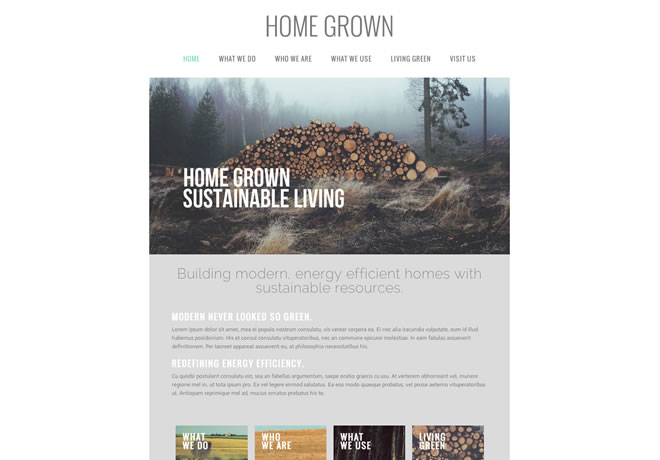 HOME GROWN
HOME WHAT WE DO WHO WE ARE WHAT WE USE LIVING GREEN VISIT US
HOME GROWN
SUSTAINABLE LIVING
Building modern, energy efficient homes with
sustainable resources.
MODERN NEVER LOOKED SO GREEN.
Lorem ipsum dolor sit amet, mea ei populo nostrum consulatu, vis verear corpora ea. Ei nec alia iracundia vulputate, eum id illud
habemus posidonium. His et corrumpit consulatu vituperatoribus, nec an commune epicurei molestiae. In eam fabulas assueverit
definitionem. Per laoreet appareat assueverit eu, at philosophia necessitatibus his.
REDEFINING ENERGY EFFICIENCY.
Cu quodsi postulant consulatu est, sea an fabellas argumentum, saepe postrio graecis cu usu. At verterem abhorreant vel, munere
regione mel in, ut tota ipsum pro. Ex vel legere eirmod salutatus. Ea eos modo quaeque probatus, vel posse aeterno vituperatoribus
ut. Antiopam reprimique mel ad, mucius ornatus probatus his te.
WHAT
WE DO
WHO
WE ARE
WHAT
WE USE
LIVING
GREEN